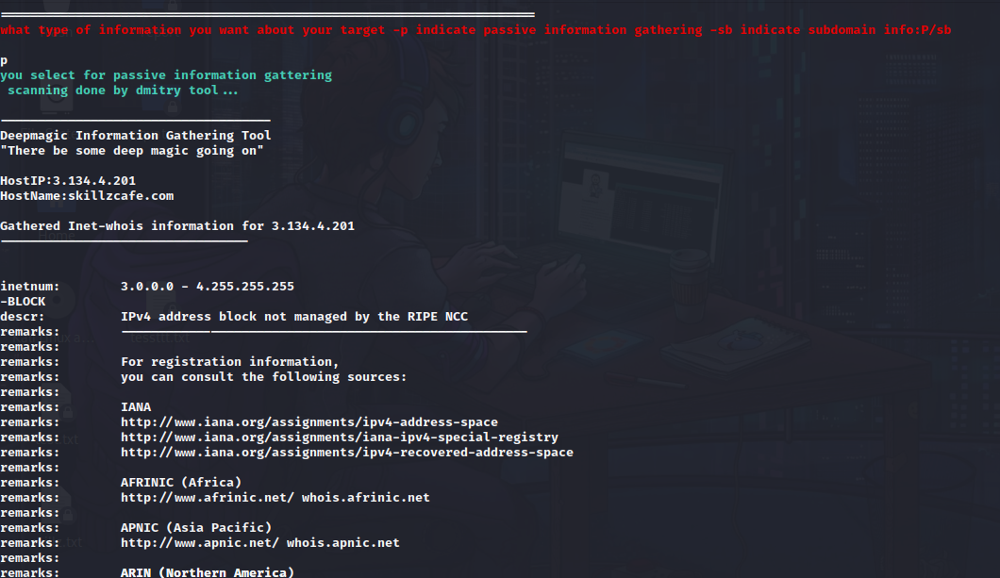 what type of information you want about your target -p indicate passive information gathering -sb indicate subdomain info:P/sb
p
you select for passive information gattering
scanning done by dmitry tool...
Deepmagic Information Gathering Tool
"There be some deep magic going on"
HostIP:3.134.4.201
HostName:skillzcafe.com
Gathered Inet-whois information for 3.134.4.201
inetnum: 3.0.0.0 - 4.255.255.255
-BLOCK
descr: IPv4 address block not managed by the RIPE NCC
remarks: ------------------------------------------------------
remarks:
remarks: For registration information,
remarks: you can consult the following sources:
remarks:
remarks: IANA
remarks: http://www.iana.org/assignments/ipv4-address-space
remarks: http://www.iana.org/assignments/iana-ipv4-special-registry
remarks: http://www.iana.org/assignments/ipv4-recovered-address-space
remarks:
remarks: AFRINIC (Africa)
remarks: http://www.afrinic.net/ whois.afrinic.net
remarks:
remarks: APNIC (Asia Pacific)
remarks: http://www.apnic.net/ whois.apnic.net
remarks:
remarks: ARIN (Northern America)